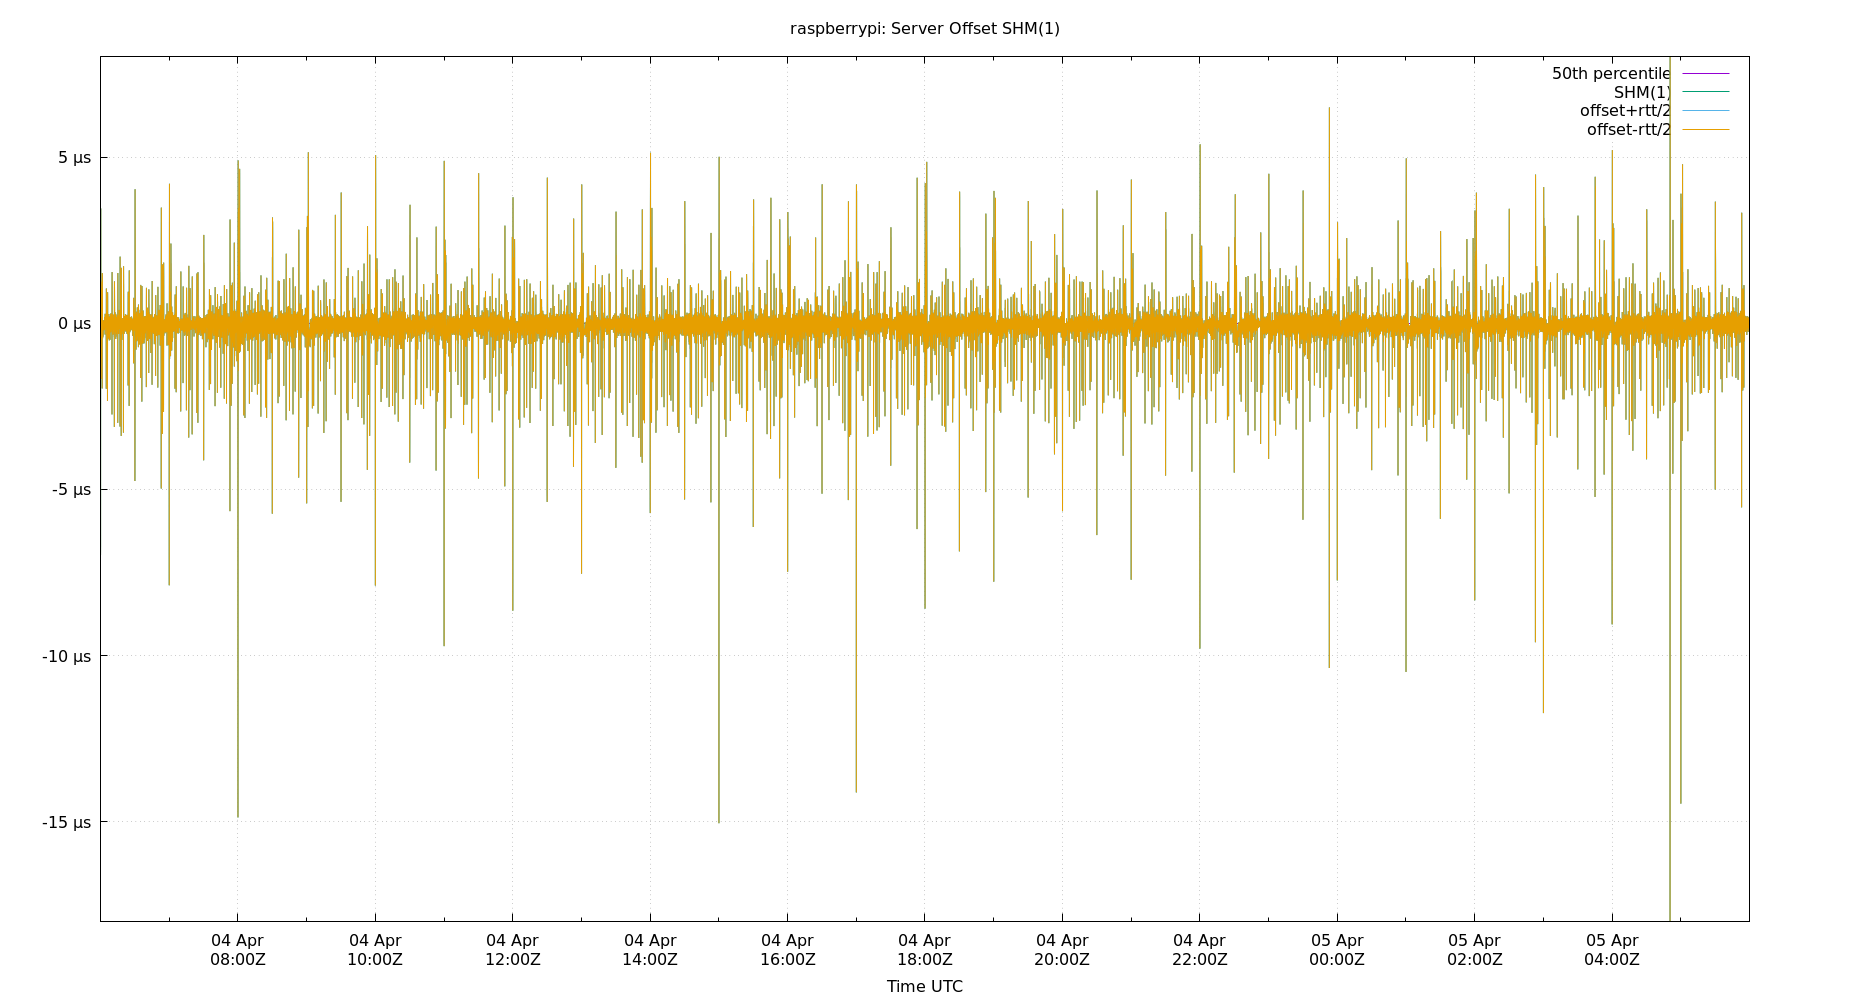 raspberrypi: Server Offset SHM(1)
50th percentile
SHM(1)
offset+rtt/2
offset-rtt/2
5 µs
0 µs
-5 µs
-10 µs
-15 µs
04 Apr 04 Apr 04 Apr 04 Apr 04 Apr 04 Apr 04 Apr 04 Apr 05 Apr 05 Apr 05 Apr
08:00Z 10:00Z 12:00Z 14:00Z 16:00Z 18:00Z 20:00Z 22:00Z 00:00Z 02:00Z 04:00Z
Time UTC